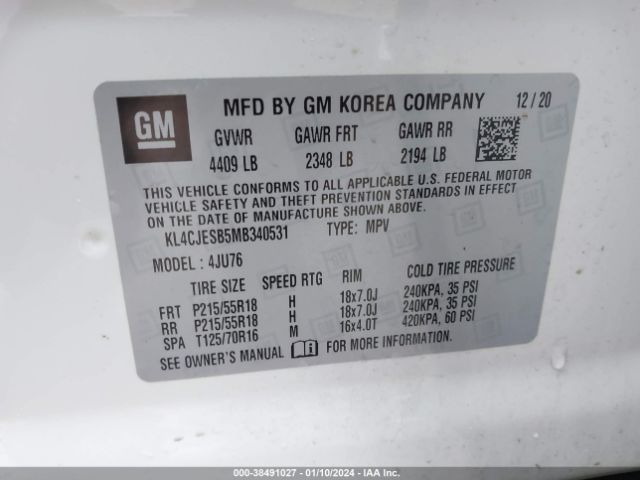 GM
MFD BY GM KOREA COMPANY 12/20
GVWR GAWR FRT GAWR RR
4409 LB 2348 LB 2194 LB
THIS VEHICLE CONFORMS TO ALL APPLICABLE U.S. FEDERAL MOTOR
VEHICLE SAFETY AND THEFT PREVENTION STANDARDS IN EFFECT
ON THE DATE OF MANUFACTURE SHOWN ABOVE.
KL4CJESB5MB340531 TYPE: MPV
MODEL: 4JU76
TIRE SIZE SPEED RTG RIM COLD TIRE PRESSURE
FRT P215/55R18 H 18x7.0J 240KPA, 35 PSI
RR P215/55R18 H 18x7.0J 240KPA, 35 PSI
SPA T125/70R16 M 16x4.0T 420KPA, 60 PSI
SEE OWNER'S MANUAL FOR MORE INFORMATION.
000-38491027 - 01/10/2024 - IAA Inc.